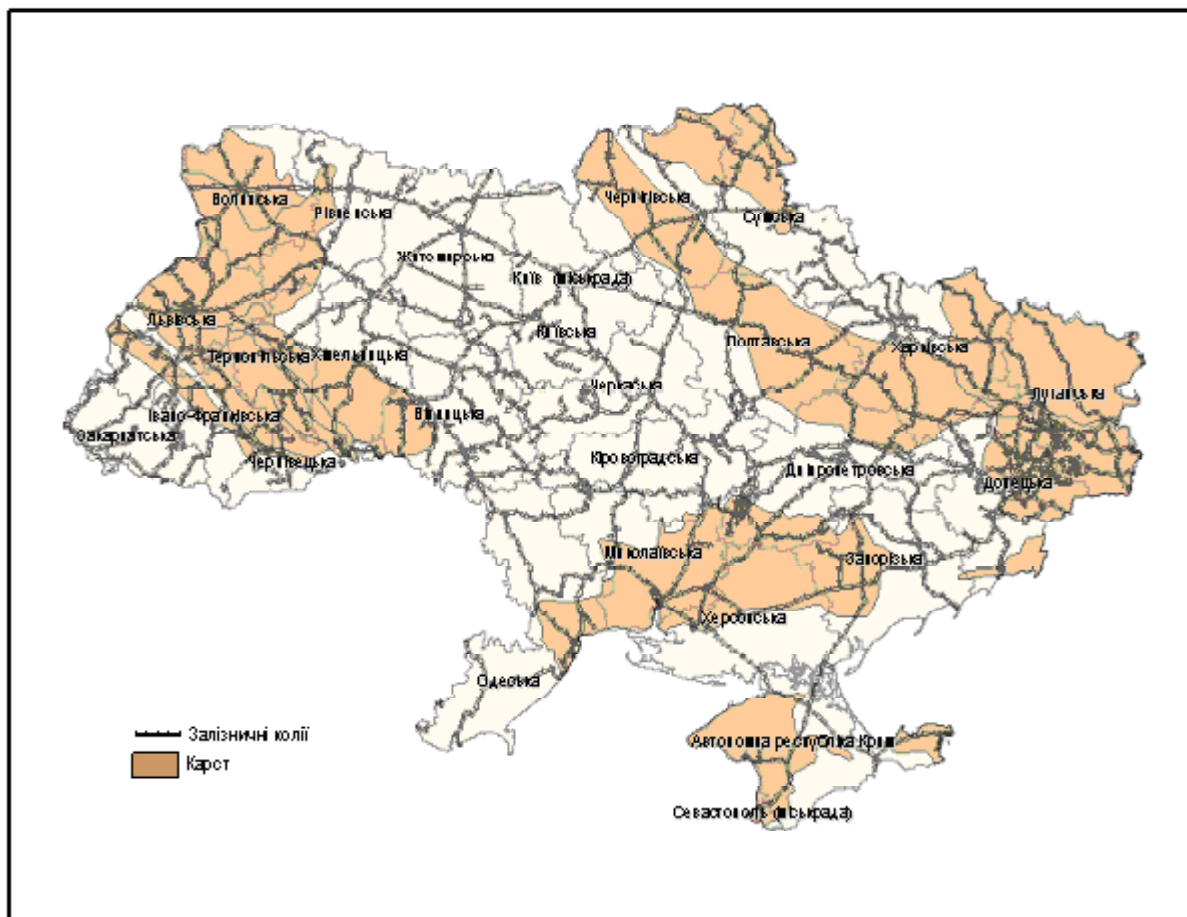 Чернігівська
Сумська
Волинська
Рівненська
Житомирська
Київ (міськрада)
Львівська
Київська
Полтавська
Харківська
Тернопільська
Хмельницька
Черкаська
Луганська
Івано-Франківська
Вінницька
Закарпатська
Чернівецька
Кіровоградська
Дніпропетровська
Донецька
Миколаївська
Запорізька
Херсонська
Одеська
Залізничні колії
Автономна республіка Крим
Карст
Севастополь (міськрада)